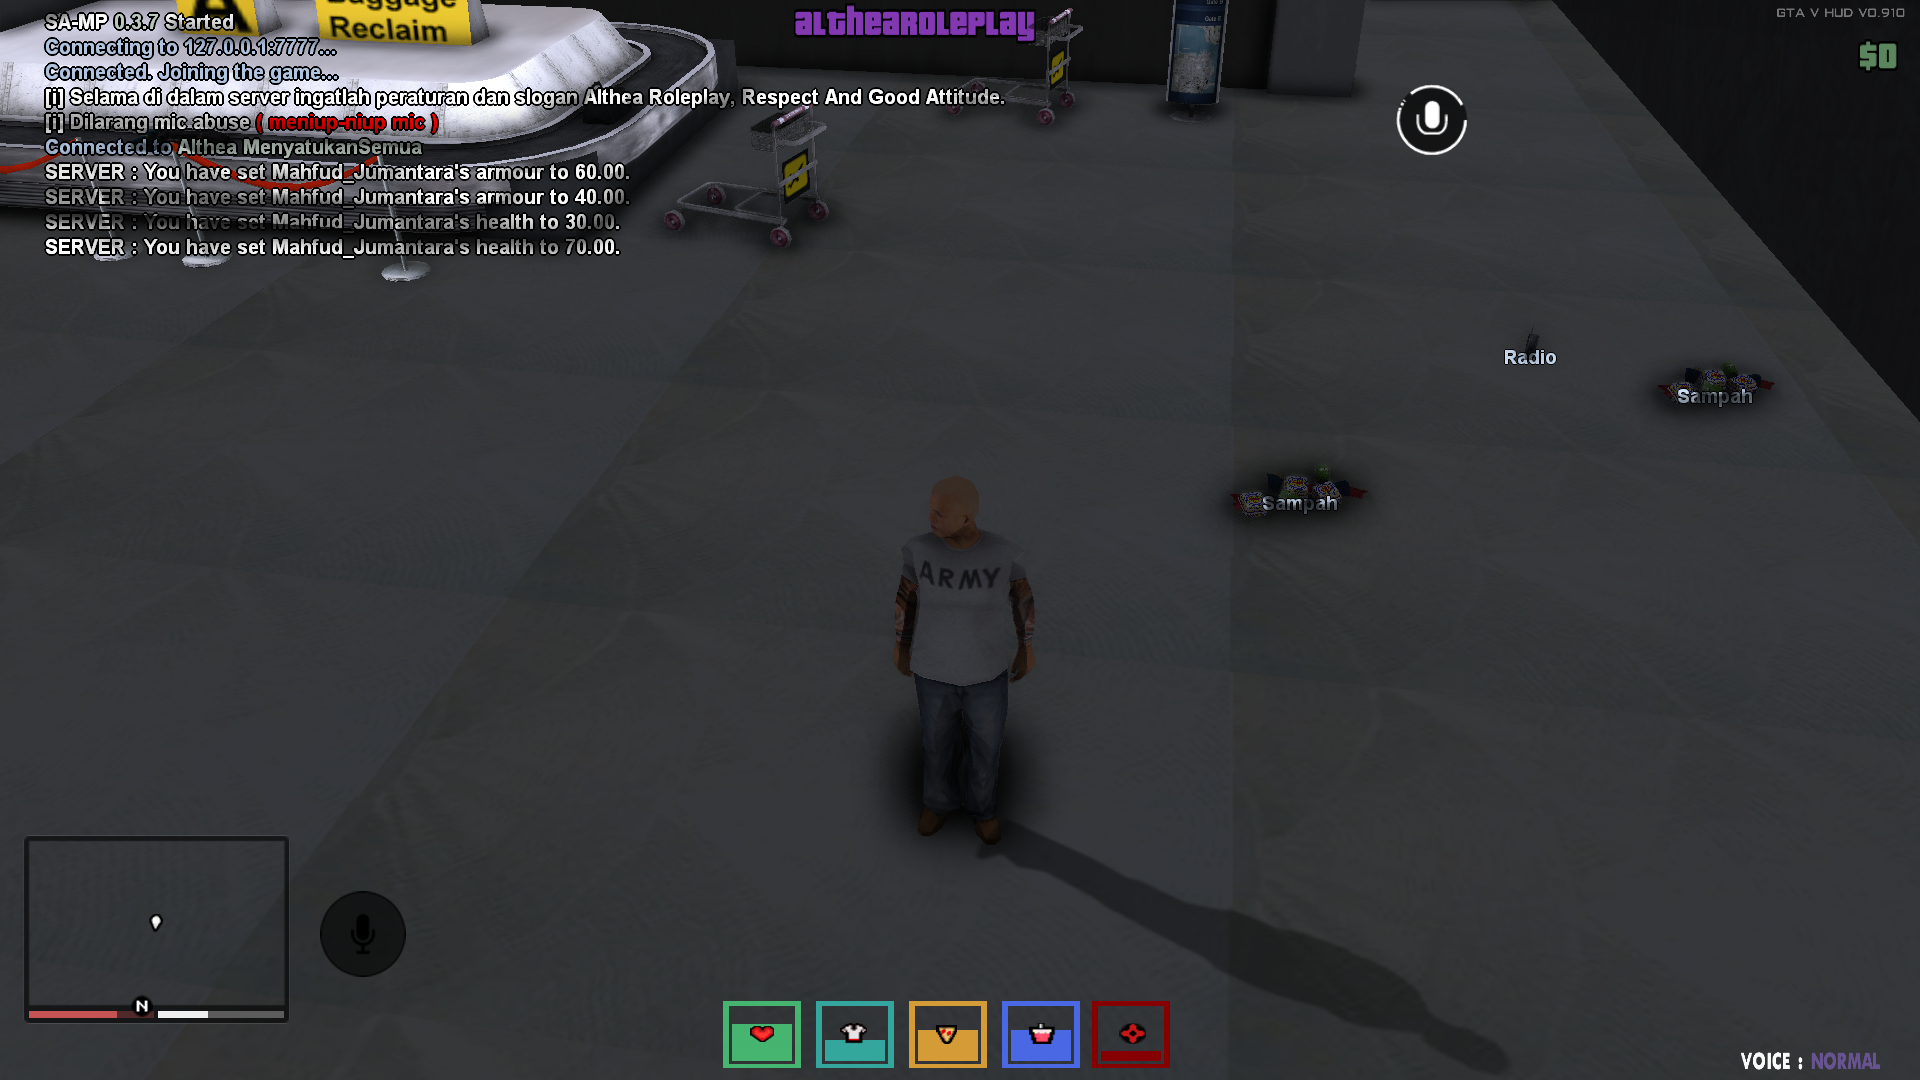 Baggage
Reclaim
SA-MP 0.3.7 Started
Connecting to 127.0.0.1:7777...
Connected. Joining the game...
[i] Selama di dalam server ingatlah peraturan dan slogan Althea Roleplay, Respect And Good Attitude.
[i] Dilarang mic abuse ( meniup-niup mic )
Connected to Althea MenyatukanSemua
SERVER : You have set Mahfud_Jumantara's armour to 60.00.
SERVER : You have set Mahfud_Jumantara's armour to 40.00.
SERVER : You have set Mahfud_Jumantara's health to 30.00.
SERVER : You have set Mahfud_Jumantara's health to 70.00.
althearoleplay
GTA V HUD V0.910
$0
Radio
Sampah
Sampah
ARMY
N
VOICE : NORMAL